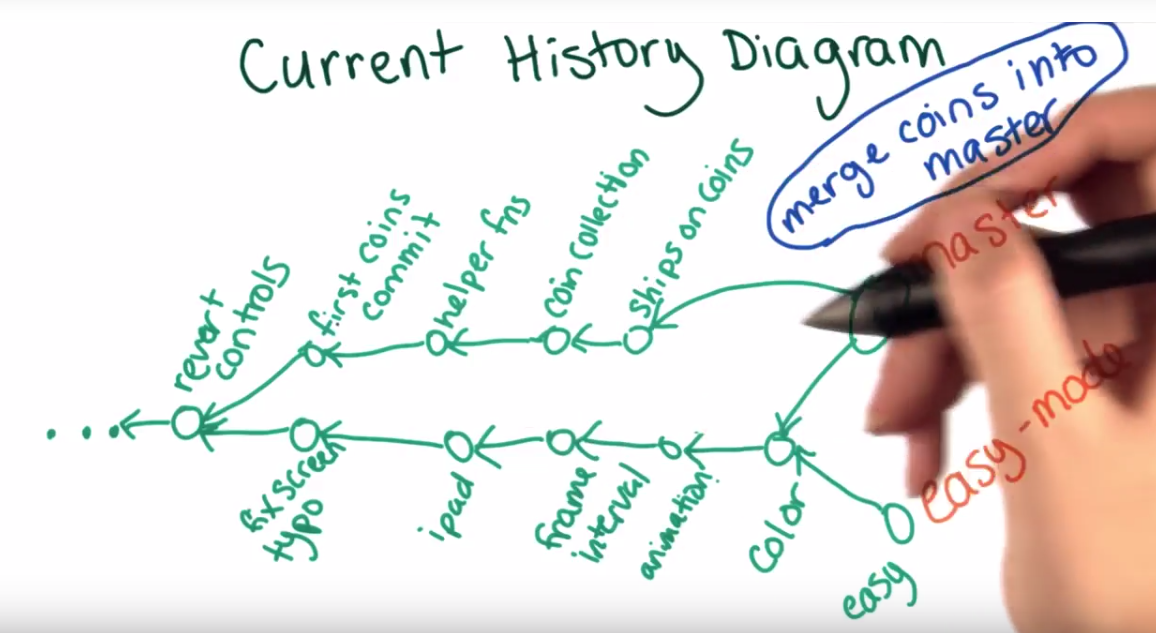 Current History Diagram
merge coins into
master
master
revert
controls
first coins
commit
helper fns
coin collection
ships on coins
easy-mode
fix screen
typo
ipad
frame
interval
animation
color
easy